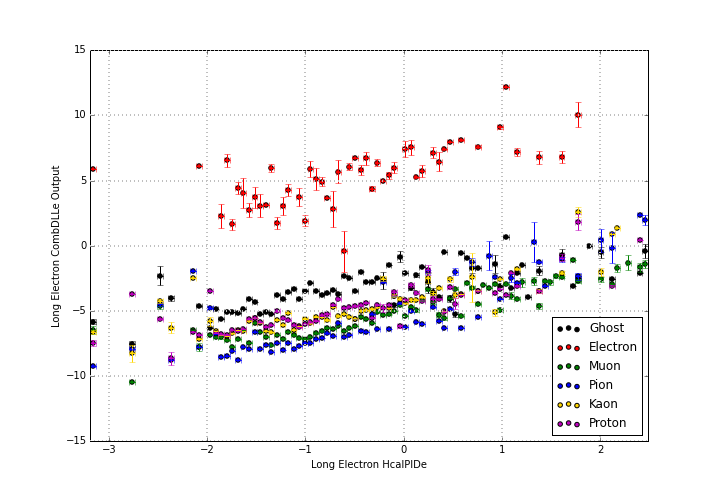 15
10
5
0
−5
−10
−15
−3
−2
−1
0
1
2
Long Electron CombDLLe Output
Long Electron HcalPIDe
Ghost
Electron
Muon
Pion
Kaon
Proton